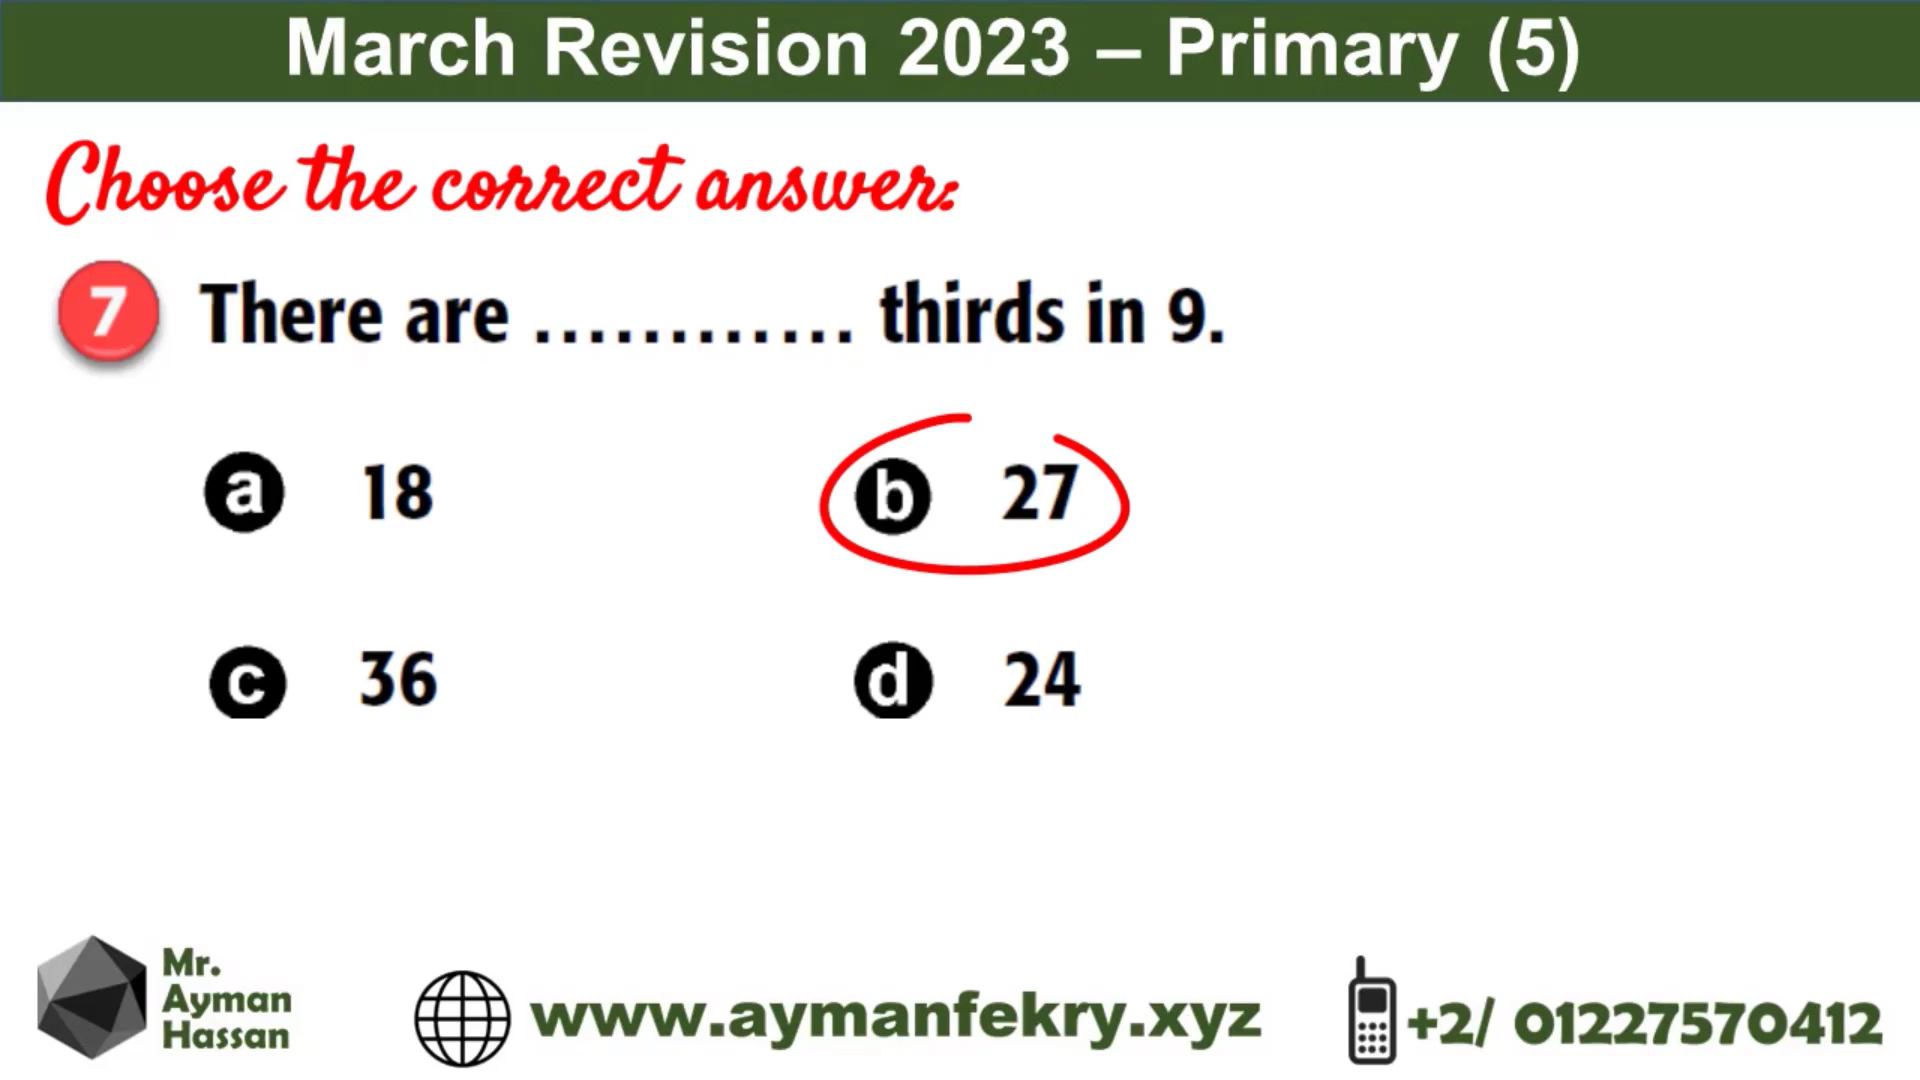 March Revision 2023 – Primary (5)
Choose the correct answer:
7 There are ............ thirds in 9.
a 18 b 27
c 36 d 24
Mr.
Ayman
Hassan
www.aymanfekry.xyz
+2/ 01227570412